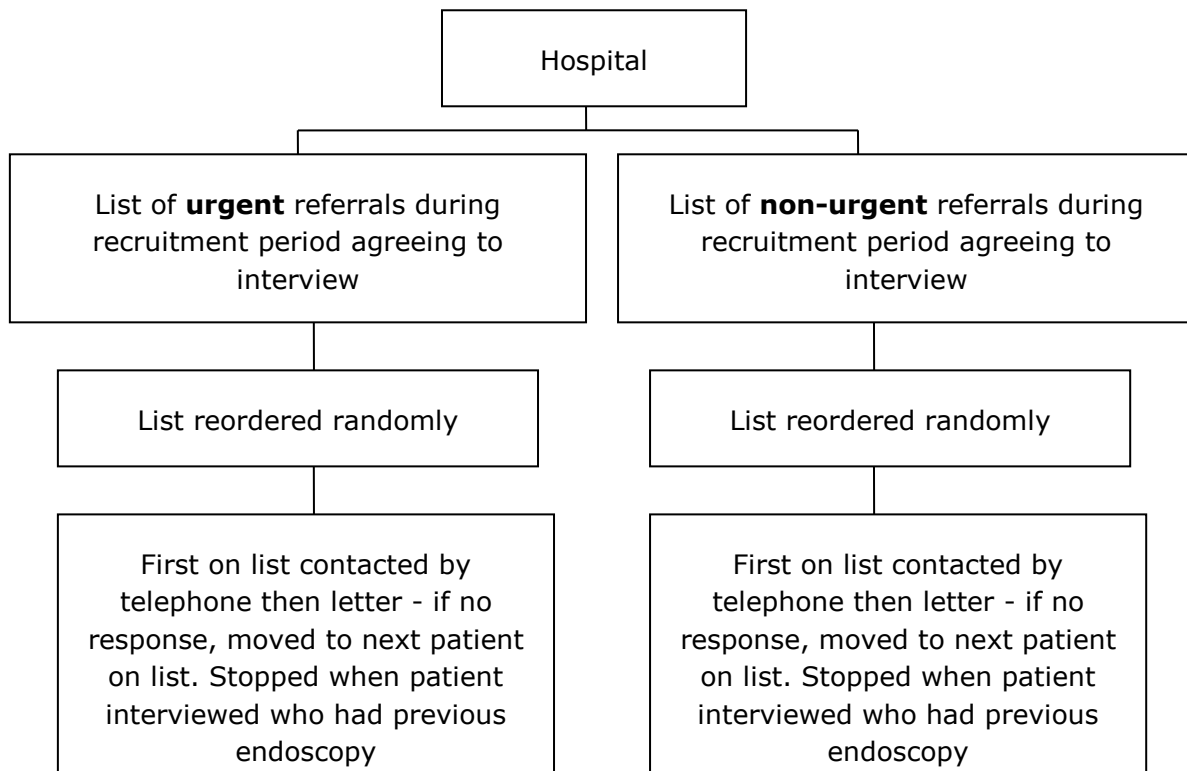 Hospital
List of urgent referrals during
recruitment period agreeing to
interview
List of non-urgent referrals during
recruitment period agreeing to
interview
List reordered randomly
List reordered randomly
First on list contacted by
telephone then letter - if no
response, moved to next patient
on list. Stopped when patient
interviewed who had previous
endoscopy
First on list contacted by
telephone then letter - if no
response, moved to next patient
on list. Stopped when patient
interviewed who had previous
endoscopy